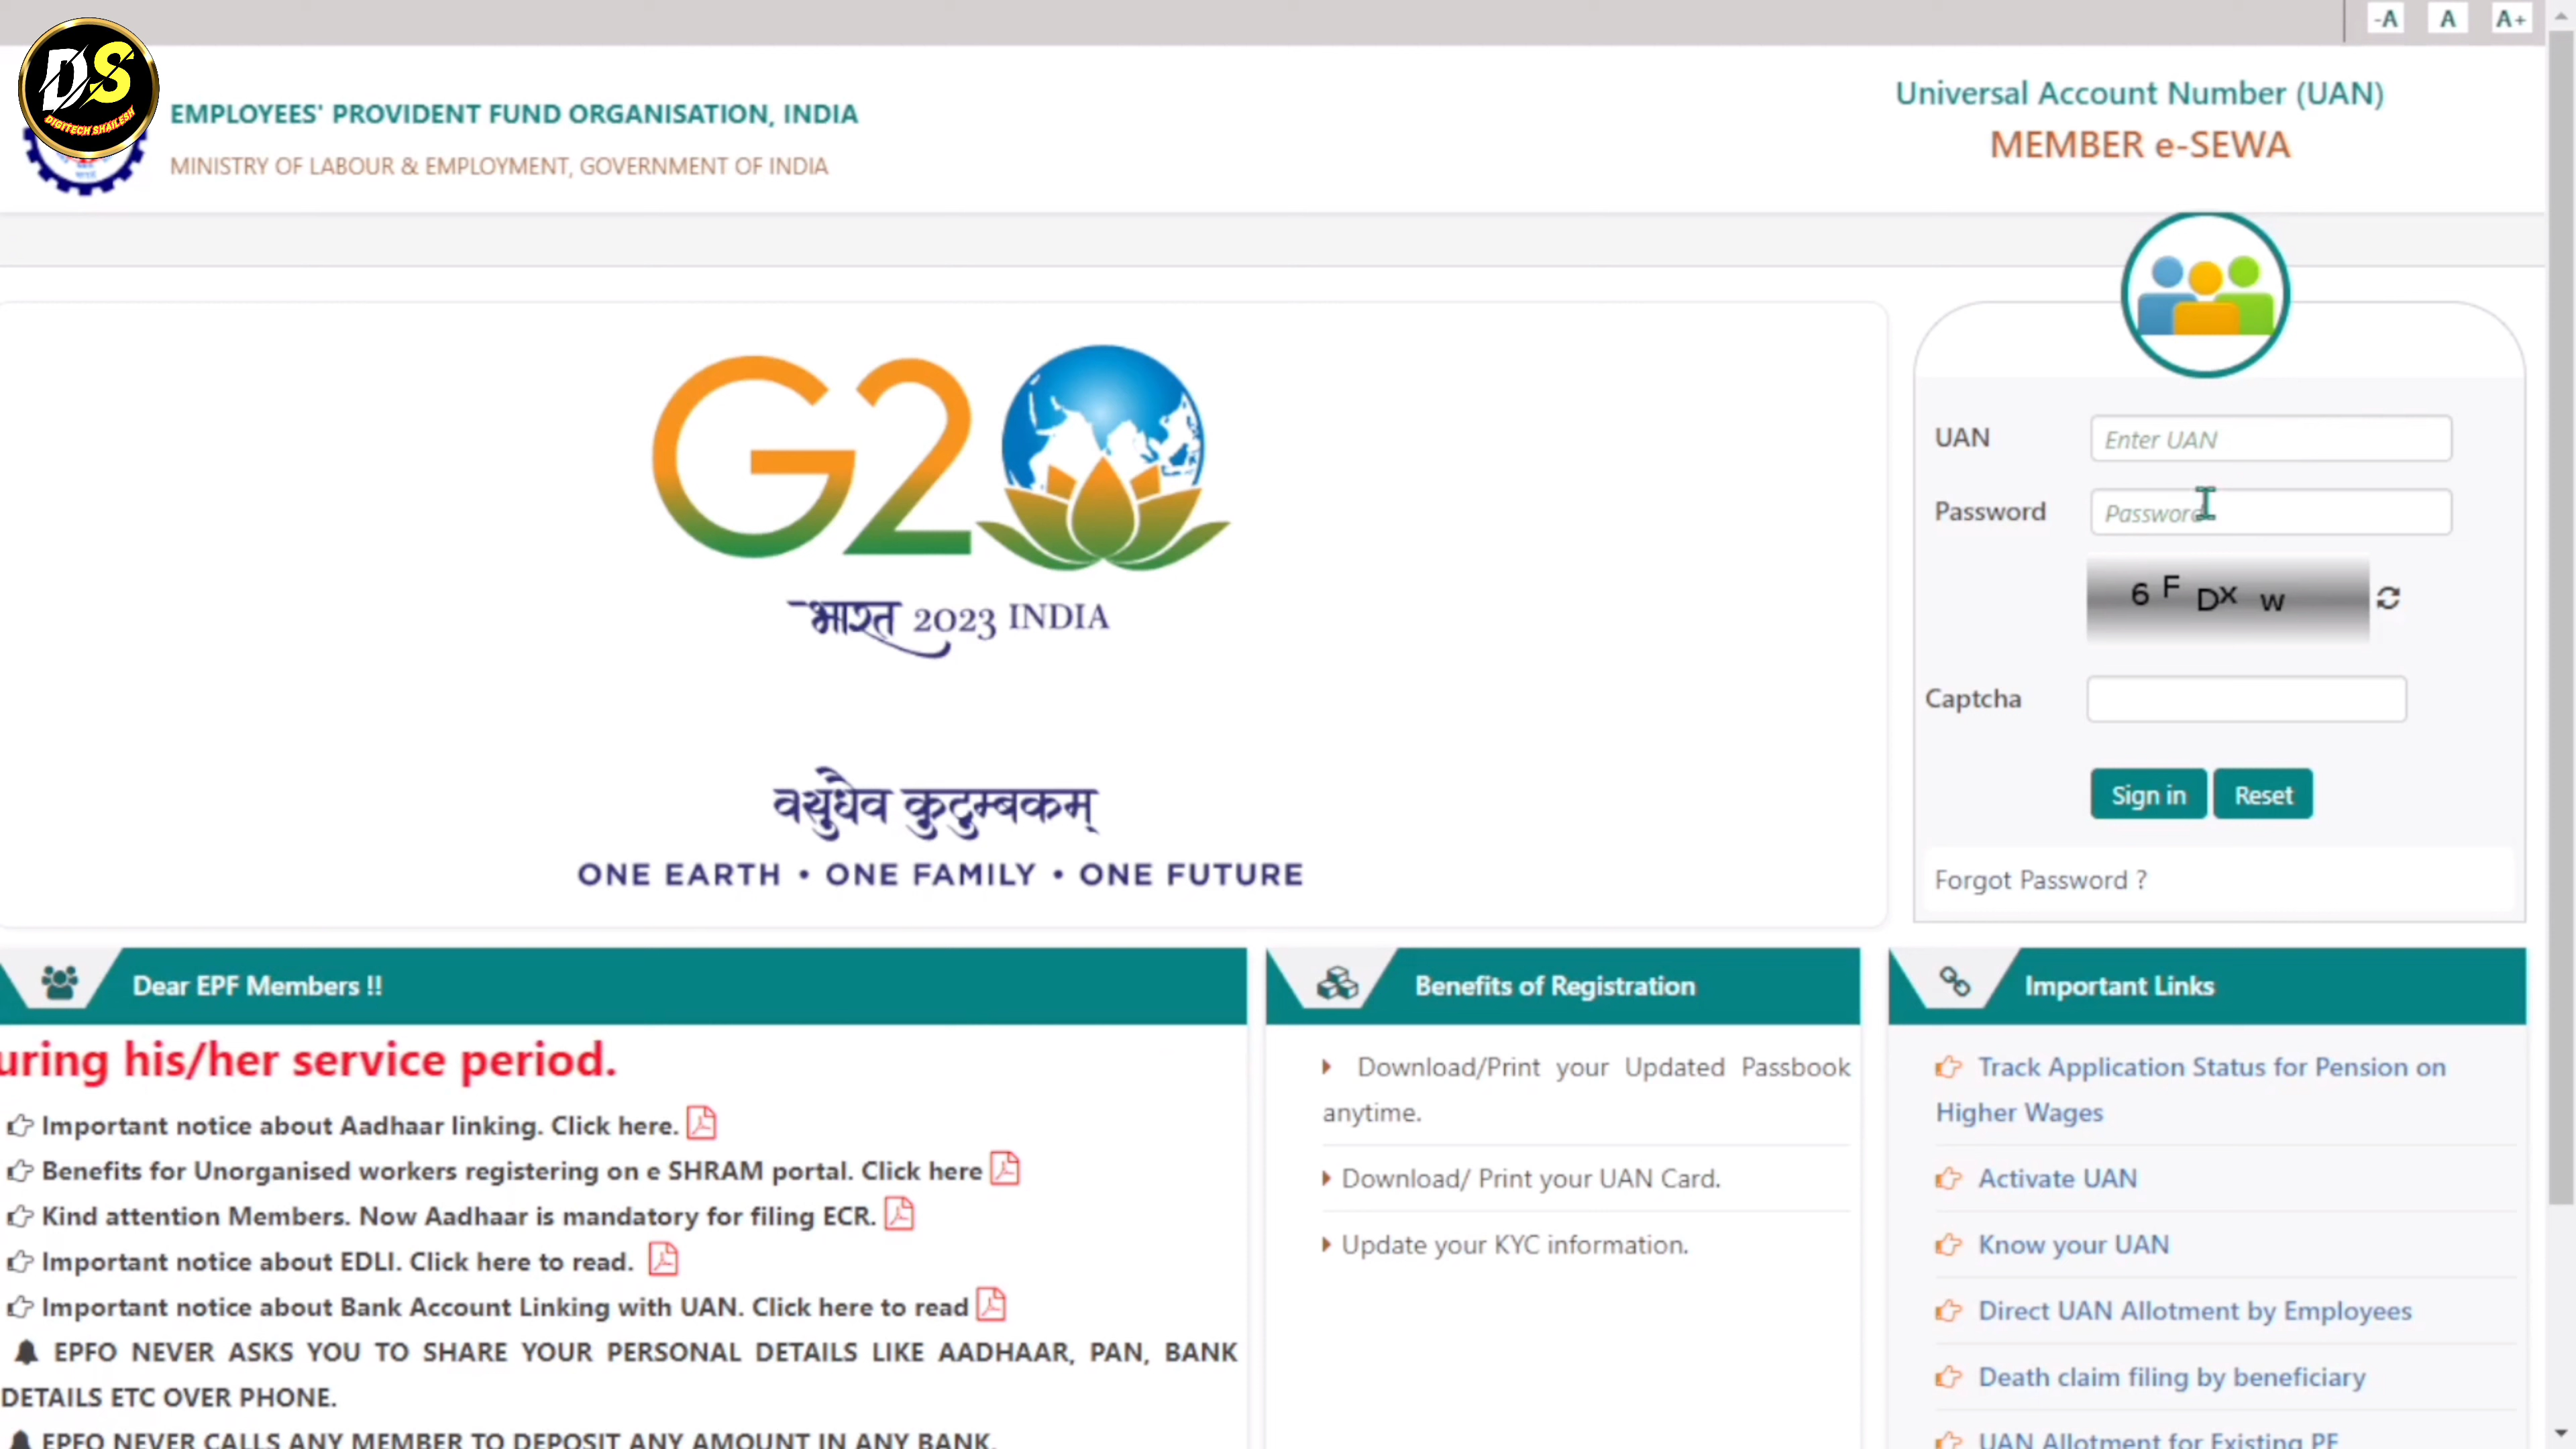 -A A A+
DS
DIGITECH SHAILESH
EMPLOYEES' PROVIDENT FUND ORGANISATION, INDIA
MINISTRY OF LABOUR & EMPLOYMENT, GOVERNMENT OF INDIA
Universal Account Number (UAN)
MEMBER e-SEWA
G20
भारत 2023 INDIA
वसुधैव कुटुम्बकम्
ONE EARTH • ONE FAMILY • ONE FUTURE
UAN Enter UAN
Password Password
6 F D X w
Captcha
Sign in Reset
Forgot Password ?
Dear EPF Members !!
uring his/her service period.
Important notice about Aadhaar linking. Click here.
Benefits for Unorganised workers registering on e SHRAM portal. Click here
Kind attention Members. Now Aadhaar is mandatory for filing ECR.
Important notice about EDLI. Click here to read.
Important notice about Bank Account Linking with UAN. Click here to read
EPFO NEVER ASKS YOU TO SHARE YOUR PERSONAL DETAILS LIKE AADHAAR, PAN, BANK
DETAILS ETC OVER PHONE.
EPFO NEVER CALLS ANY MEMBER TO DEPOSIT ANY AMOUNT IN ANY BANK.
Benefits of Registration
Download/Print your Updated Passbook
anytime.
Download/ Print your UAN Card.
Update your KYC information.
Important Links
Track Application Status for Pension on
Higher Wages
Activate UAN
Know your UAN
Direct UAN Allotment by Employees
Death claim filing by beneficiary
UAN Allotment for Existing PF